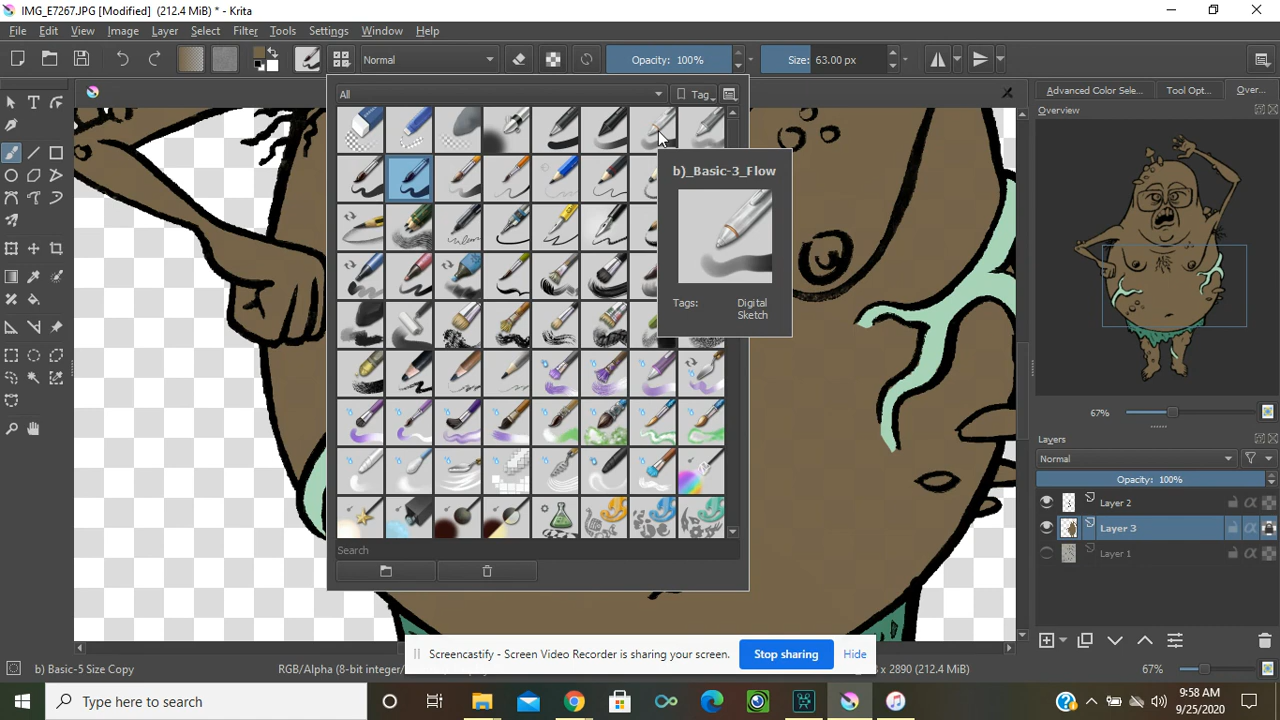 IMG_E7267.JPG [Modified] (212.4 MiB) * - Krita
File Edit View Image Layer Select Filter Tools Settings Window Help
Normal
Opacity: 100%
Size: 63.00 px
All
Tag
Advanced Color Sele...
Tool Opt...
Over...
Overview
b)_Basic-3_Flow
Tags: Digital
Sketch
67%
Layers
Normal
Opacity: 100%
Layer 2
Layer 3
Layer 1
Search
Screencastify - Screen Video Recorder is sharing your screen.
Stop sharing
Hide
b) Basic-5 Size Copy
RGB/Alpha (8-bit integer/
2890 (212.4 MiB)
67%
Type here to search
9:58 AM
9/25/2020